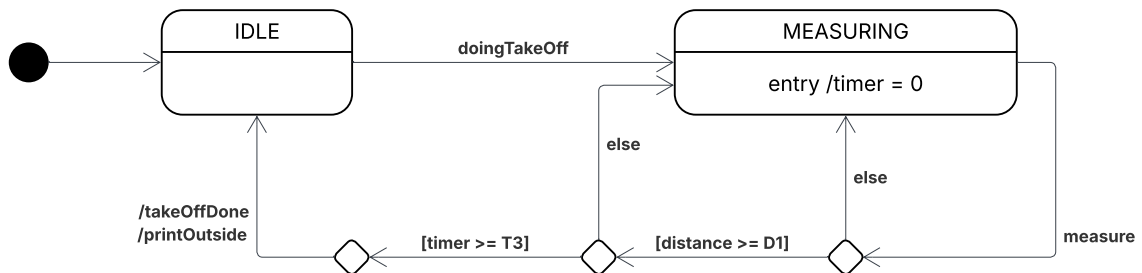 IDLE
MEASURING
doingTakeOff
entry /timer = 0
else
else
/takeOffDone
/printOutside
[timer >= T3]
[distance >= D1]
measure